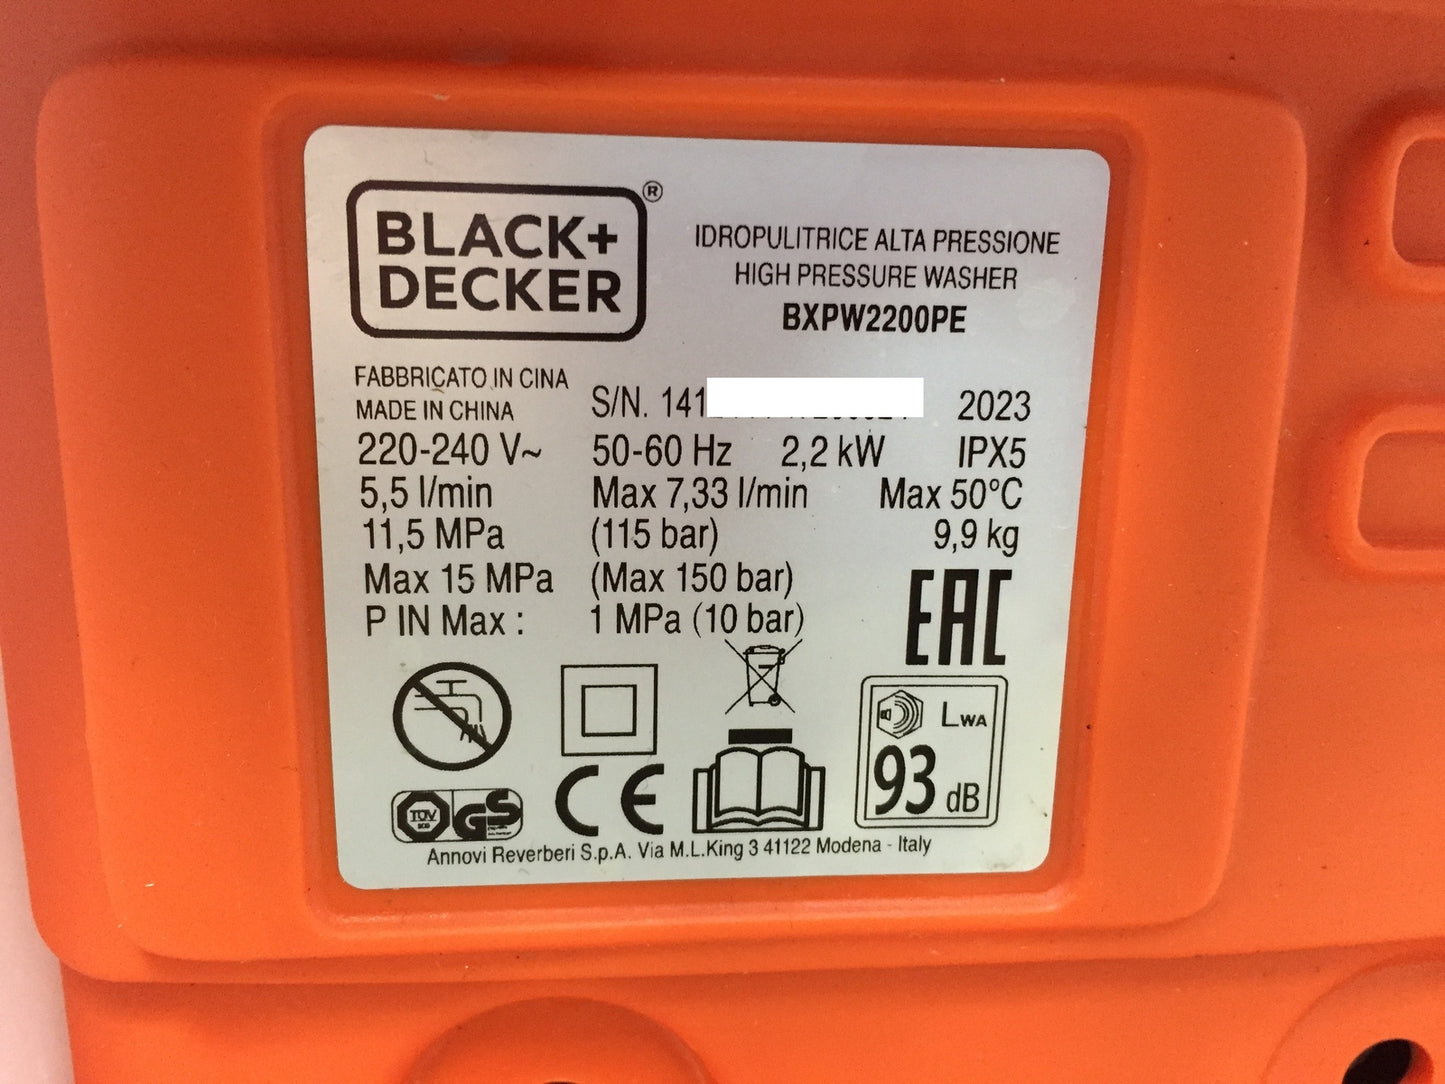 BLACK+
DECKER®
IDROPULITRICE ALTA PRESSIONE
HIGH PRESSURE WASHER
BXPW2200PE
FABBRICATO IN CINA
MADE IN CHINA
S/N. 141 2023
220-240 V~ 50-60 Hz 2,2 kW IPX5
5,5 l/min Max 7,33 l/min Max 50°C
11,5 MPa (115 bar) 9,9 kg
Max 15 MPa (Max 150 bar)
P IN Max : 1 MPa (10 bar)
EAC
LWA
93 dB
TÜV
GS
CE
Annovi Reverberi S.p.A. Via M.L.King 3 41122 Modena - Italy